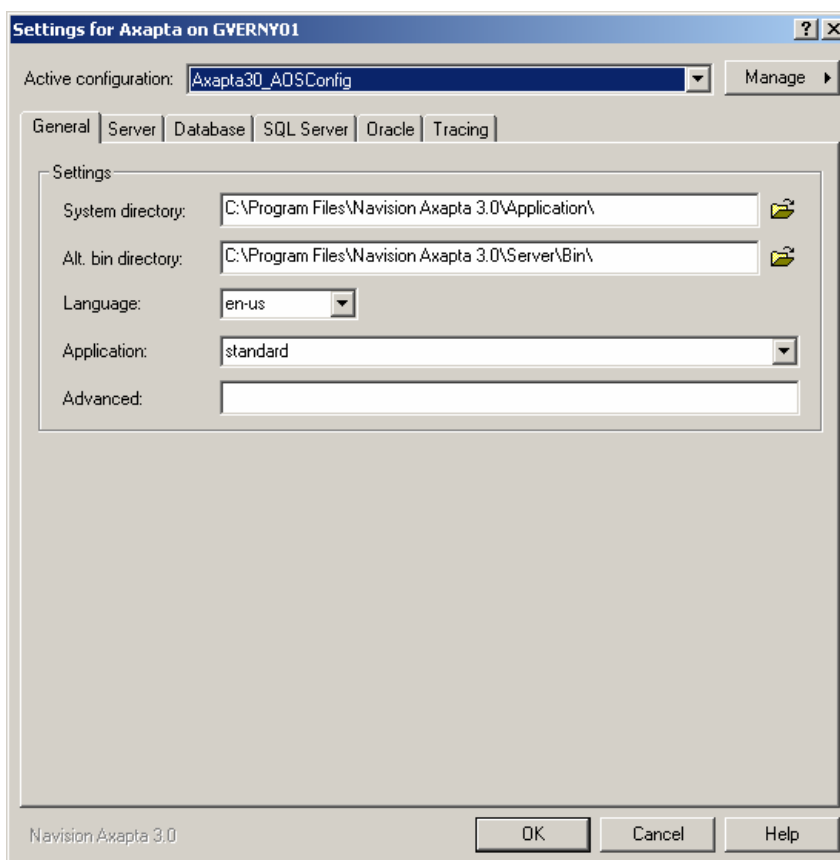 Settings for Axapta on GVERNY01
Active configuration: Axapta30_AOSConfig Manage
General Server Database SQL Server Oracle Tracing
Settings
System directory: C:\Program Files\Navision Axapta 3.0\Application\
Alt. bin directory: C:\Program Files\Navision Axapta 3.0\Server\Bin\
Language: en-us
Application: standard
Advanced:
Navision Axapta 3.0 OK Cancel Help